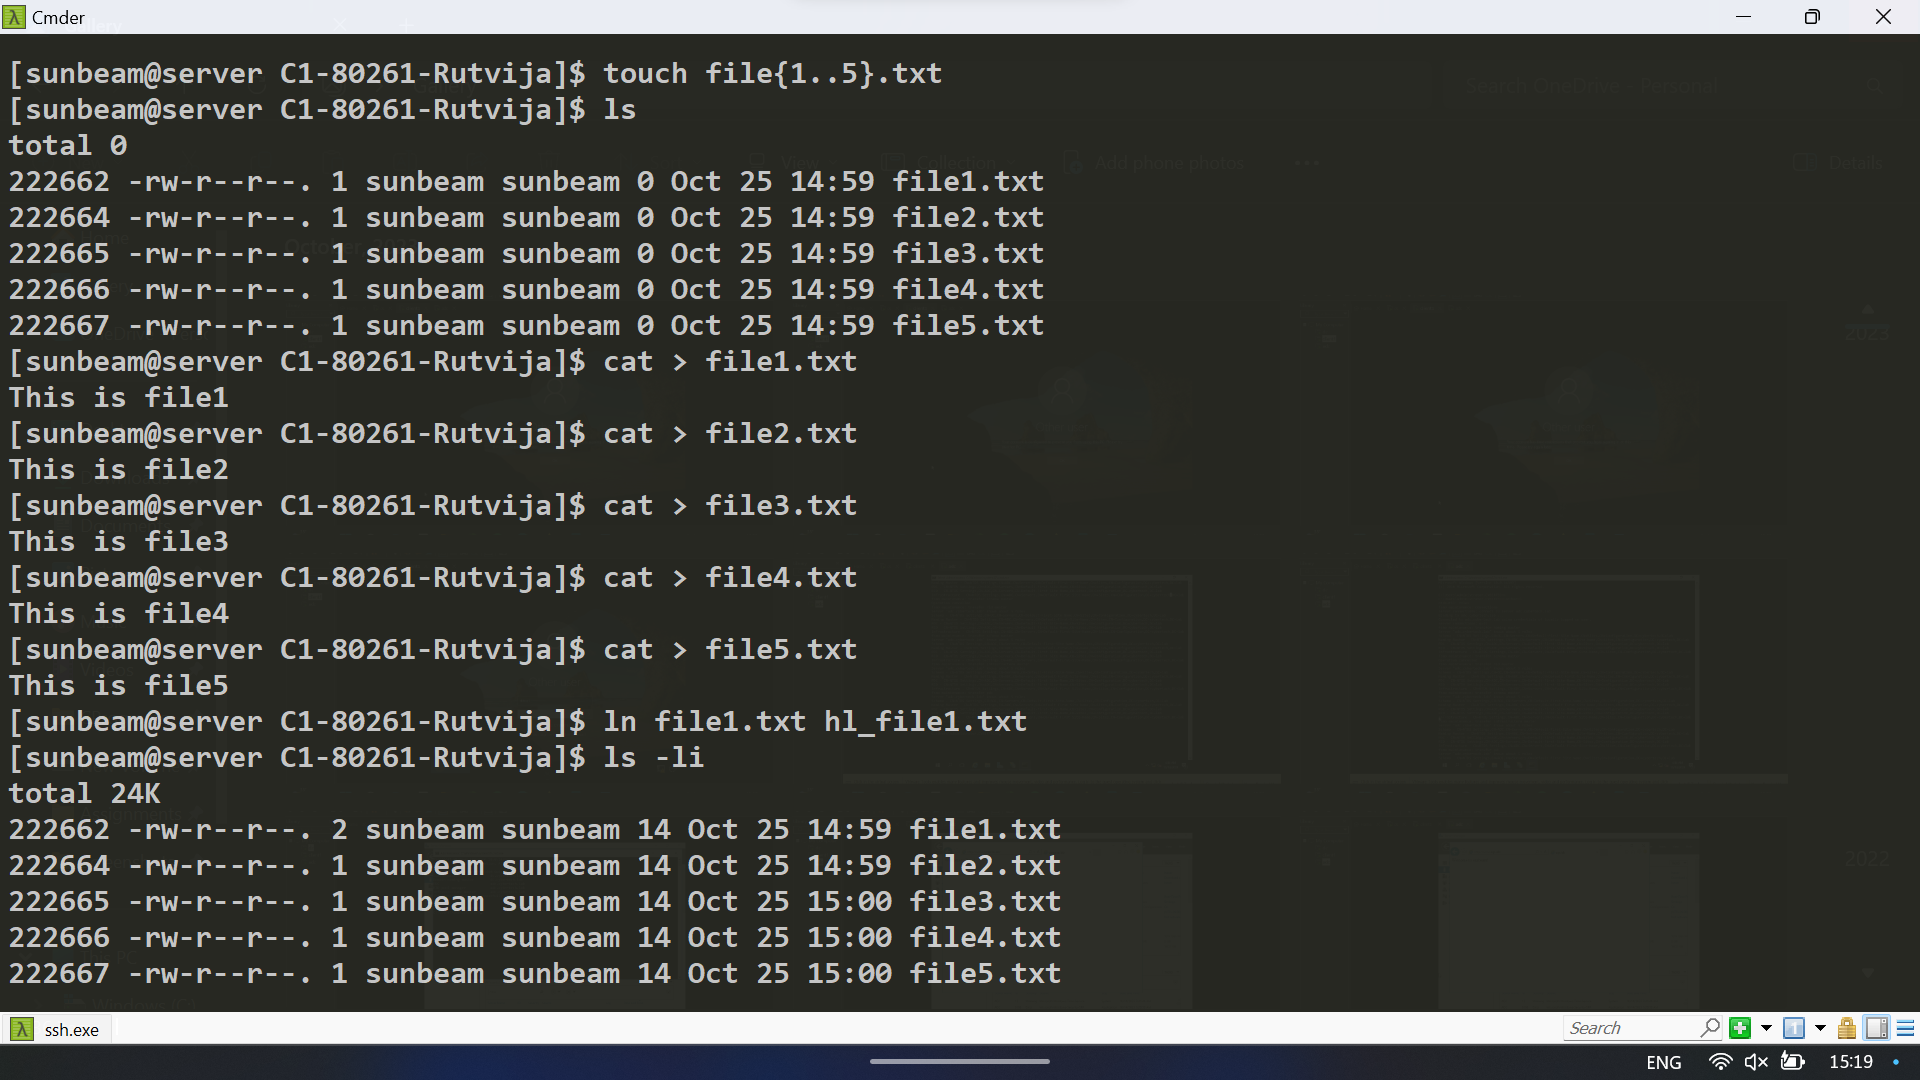 Cmder
[sunbeam@server C1-80261-Rutvija]$ touch file{1..5}.txt
Search OneDrive - Personal
[sunbeam@server C1-80261-Rutvija]$ ls
total 0
View Collection Add phone photos Details
222662 -rw-r--r--. 1 sunbeam sunbeam 0 Oct 25 14:59 file1.txt
222664 -rw-r--r--. 1 sunbeam sunbeam 0 Oct 25 14:59 file2.txt
222665 -rw-r--r--. 1 sunbeam sunbeam 0 Oct 25 14:59 file3.txt
222666 -rw-r--r--. 1 sunbeam sunbeam 0 Oct 25 14:59 file4.txt
222667 -rw-r--r--. 1 sunbeam sunbeam 0 Oct 25 14:59 file5.txt
2023
[sunbeam@server C1-80261-Rutvija]$ cat > file1.txt
This is file1
[sunbeam@server C1-80261-Rutvija]$ cat > file2.txt
This is file2
[sunbeam@server C1-80261-Rutvija]$ cat > file3.txt
This is file3
[sunbeam@server C1-80261-Rutvija]$ cat > file4.txt
This is file4
[sunbeam@server C1-80261-Rutvija]$ cat > file5.txt
This is file5
[sunbeam@server C1-80261-Rutvija]$ ln file1.txt hl_file1.txt
[sunbeam@server C1-80261-Rutvija]$ ls -li
total 24K
222662 -rw-r--r--. 2 sunbeam sunbeam 14 Oct 25 14:59 file1.txt
222664 -rw-r--r--. 1 sunbeam sunbeam 14 Oct 25 14:59 file2.txt
2022
222665 -rw-r--r--. 1 sunbeam sunbeam 14 Oct 25 15:00 file3.txt
222666 -rw-r--r--. 1 sunbeam sunbeam 14 Oct 25 15:00 file4.txt
222667 -rw-r--r--. 1 sunbeam sunbeam 14 Oct 25 15:00 file5.txt
ssh.exe
Search
ENG 15:19